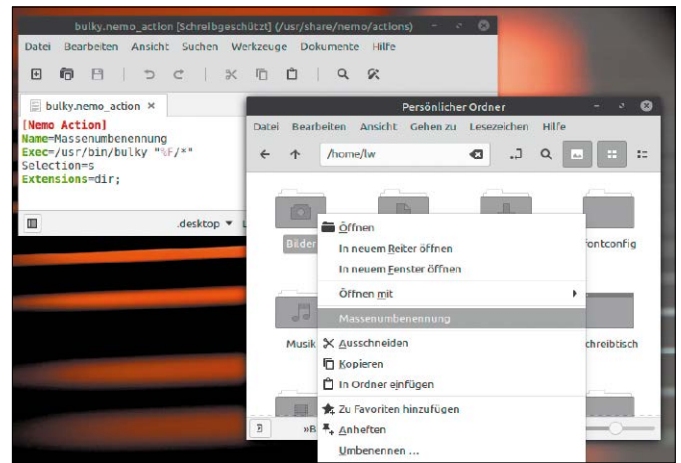 bulky.nemo_action [Schreibgeschützt] (/usr/share/nemo/actions)
Datei Bearbeiten Ansicht Suchen Werkzeuge Dokumente Hilfe
bulky.nemo_action
[Nemo Action]
Name=Massenumbenennung
Exec=/usr/bin/bulky "%F/*"
Selection=s
Extensions=dir;
.desktop
Persönlicher Ordner
Datei Bearbeiten Ansicht Gehen zu Lesezeichen Hilfe
/home/lw
Bilder
fontconfig
Musik
chreibtisch
»B
Öffnen
In neuem Reiter öffnen
In neuem Fenster öffnen
Öffnen mit
Massenumbenennung
Ausschneiden
Kopieren
In Ordner einfügen
Zu Favoriten hinzufügen
Anheften
Umbenennen ...